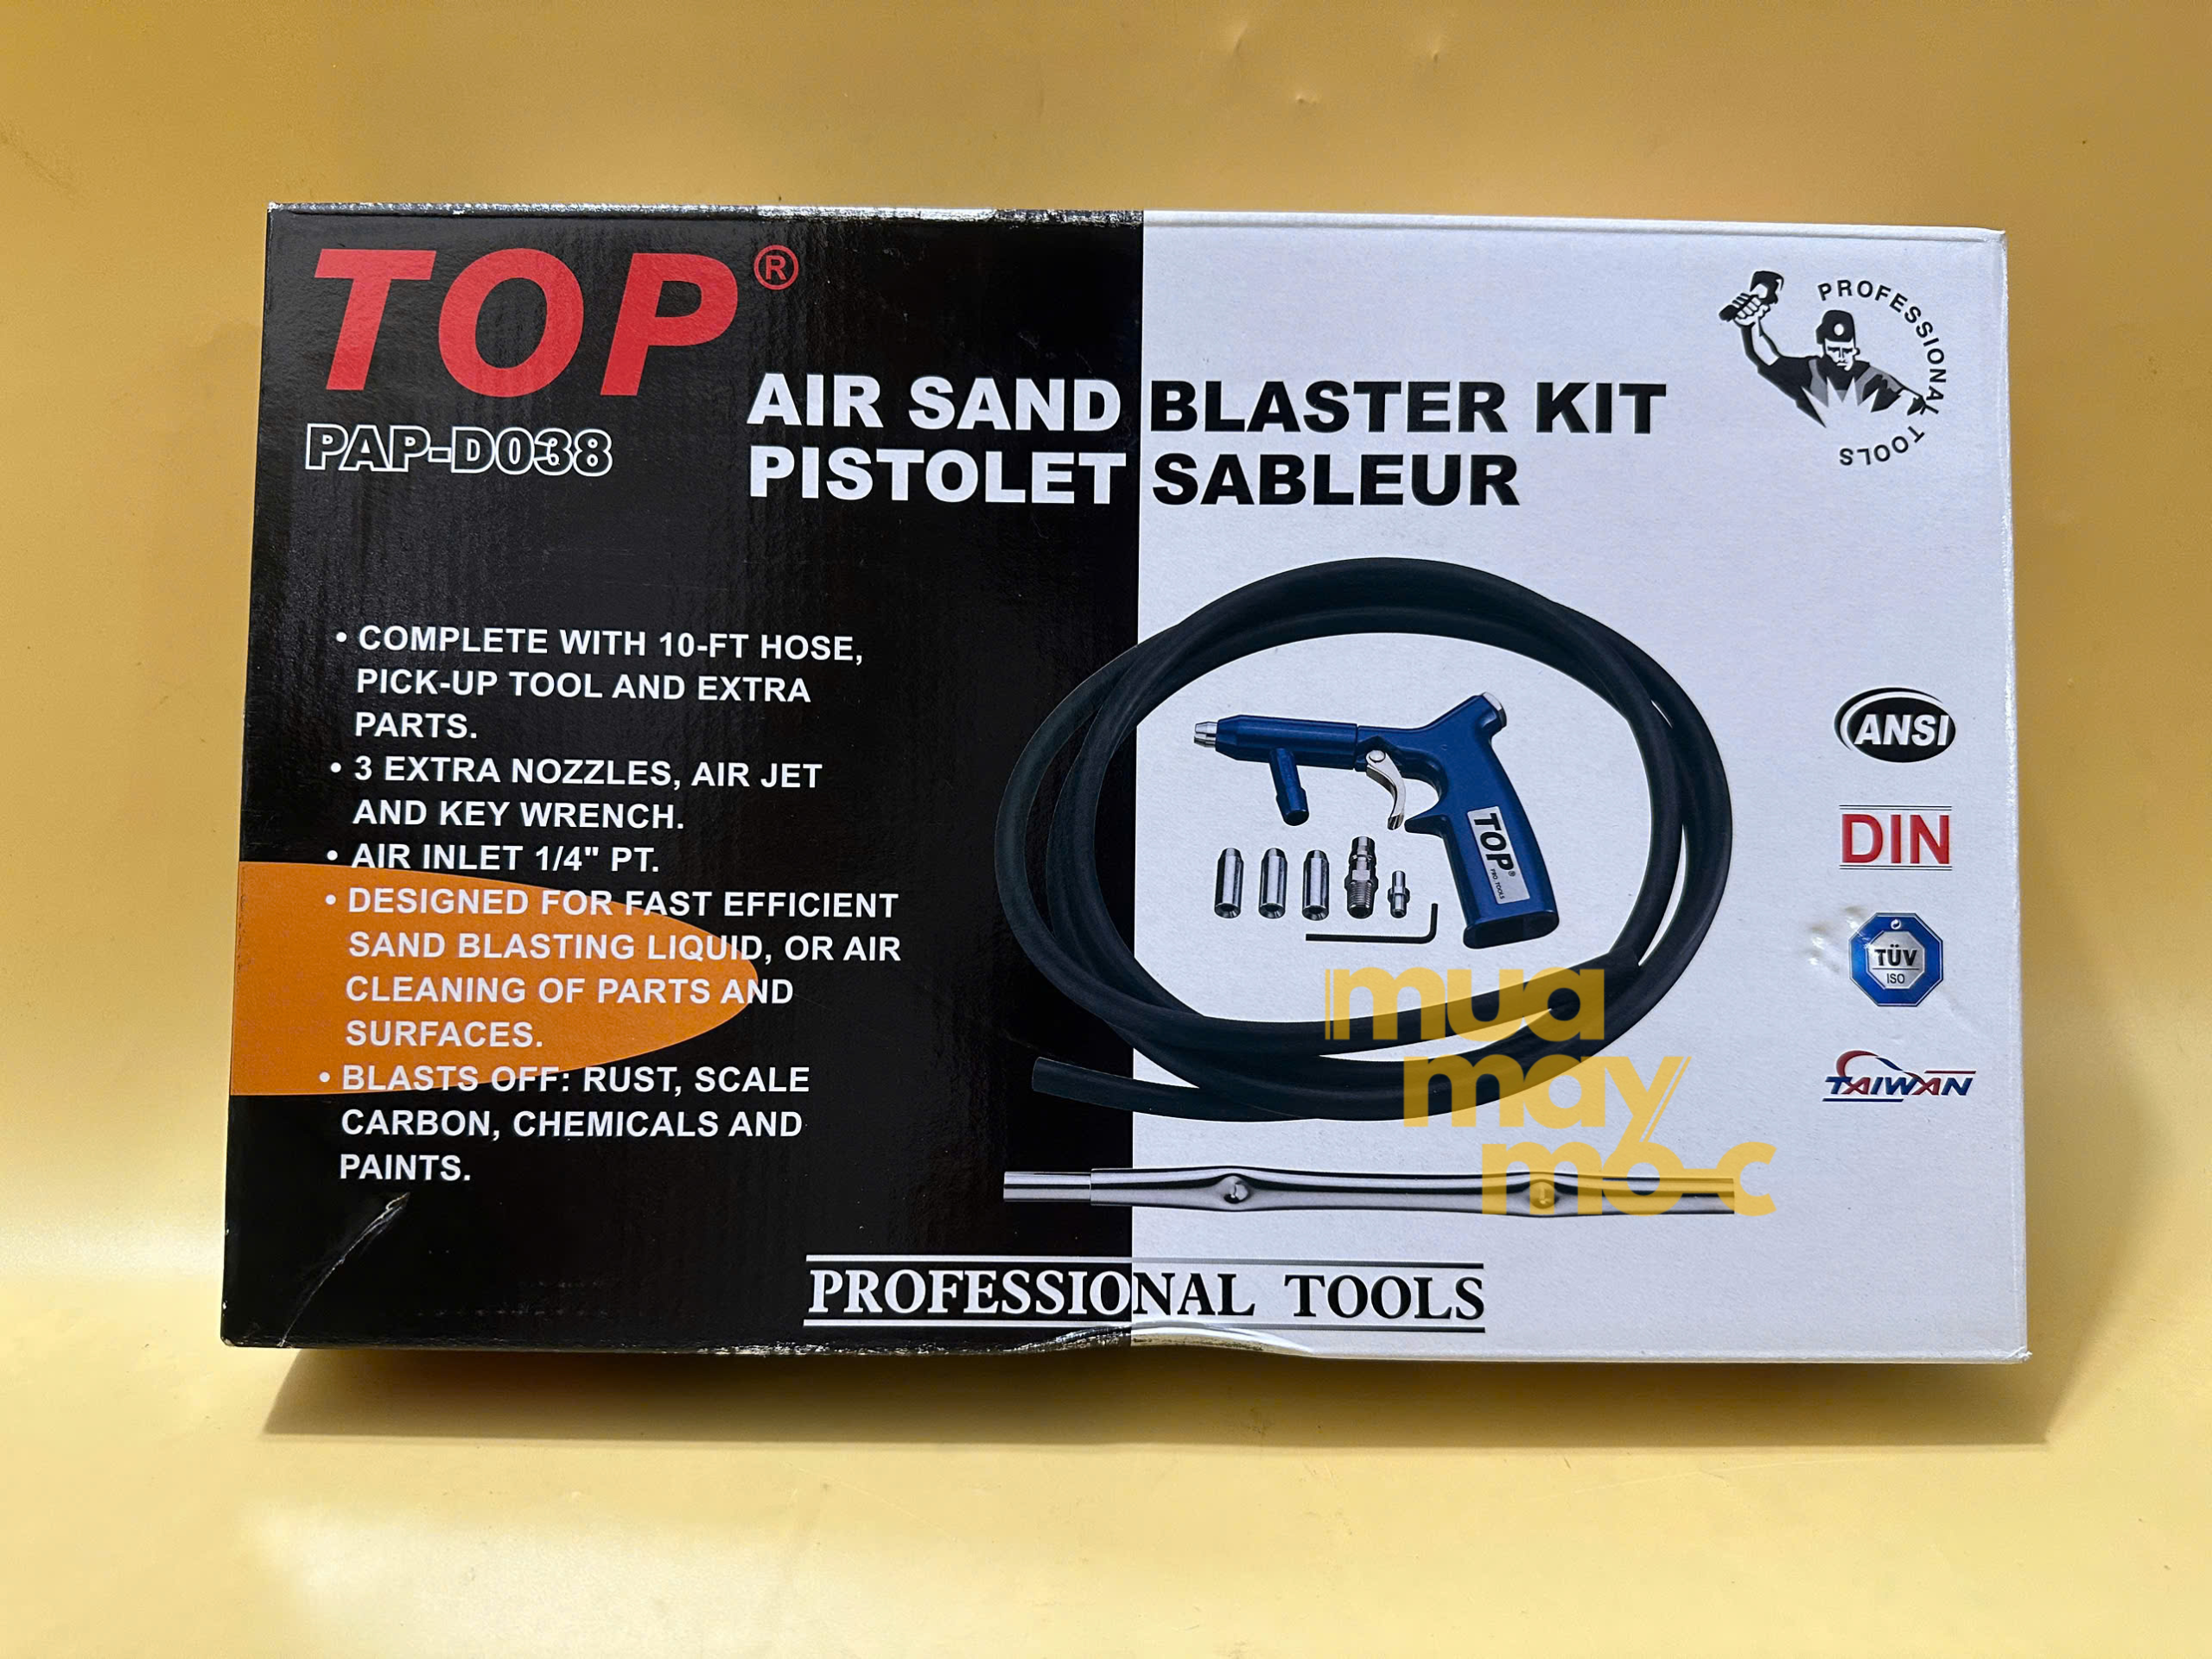 TOP®
PAP-D038
AIR SAND BLASTER KIT
PISTOLET SABLEUR
PROFESSIONAL TOOLS
• COMPLETE WITH 10-FT HOSE,
PICK-UP TOOL AND EXTRA
PARTS.
• 3 EXTRA NOZZLES, AIR JET
AND KEY WRENCH.
• AIR INLET 1/4" PT.
• DESIGNED FOR FAST EFFICIENT
SAND BLASTING LIQUID, OR AIR
CLEANING OF PARTS AND
SURFACES.
• BLASTS OFF: RUST, SCALE
CARBON, CHEMICALS AND
PAINTS.
TOP®
PRO TOOLS
ANSI
DIN
TÜV
ISO
TAIWAN
mua
may
mó-c
PROFESSIONAL TOOLS